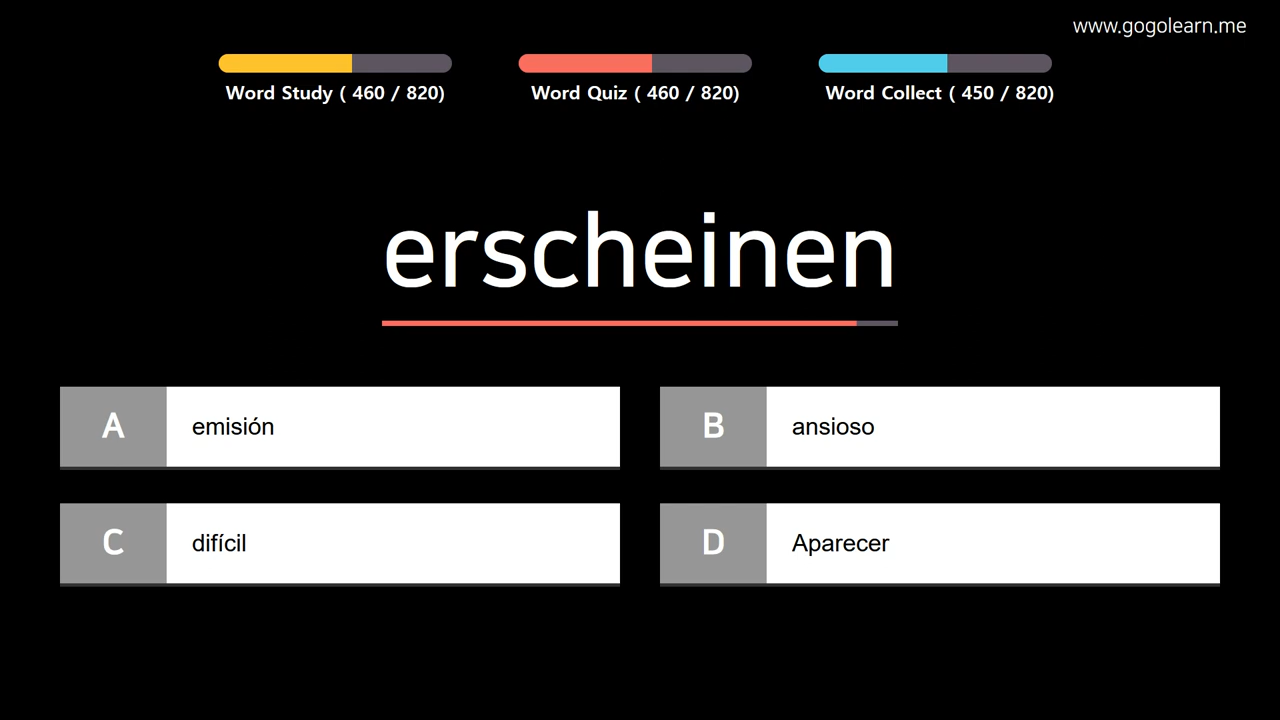 www.gogolearn.me
Word Study ( 460 / 820)
Word Quiz ( 460 / 820)
Word Collect ( 450 / 820)
erscheinen
A emisión
B ansioso
C difícil
D Aparecer